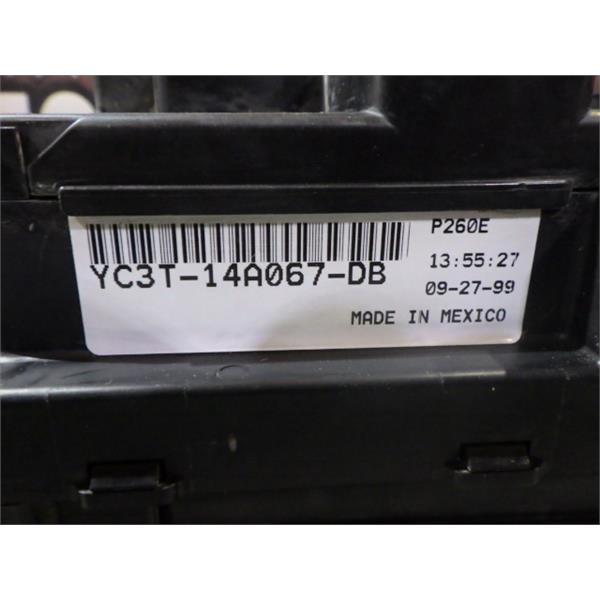 P260E
YC3T-14A067-DB
13:55:27
09-27-99
MADE IN MEXICO